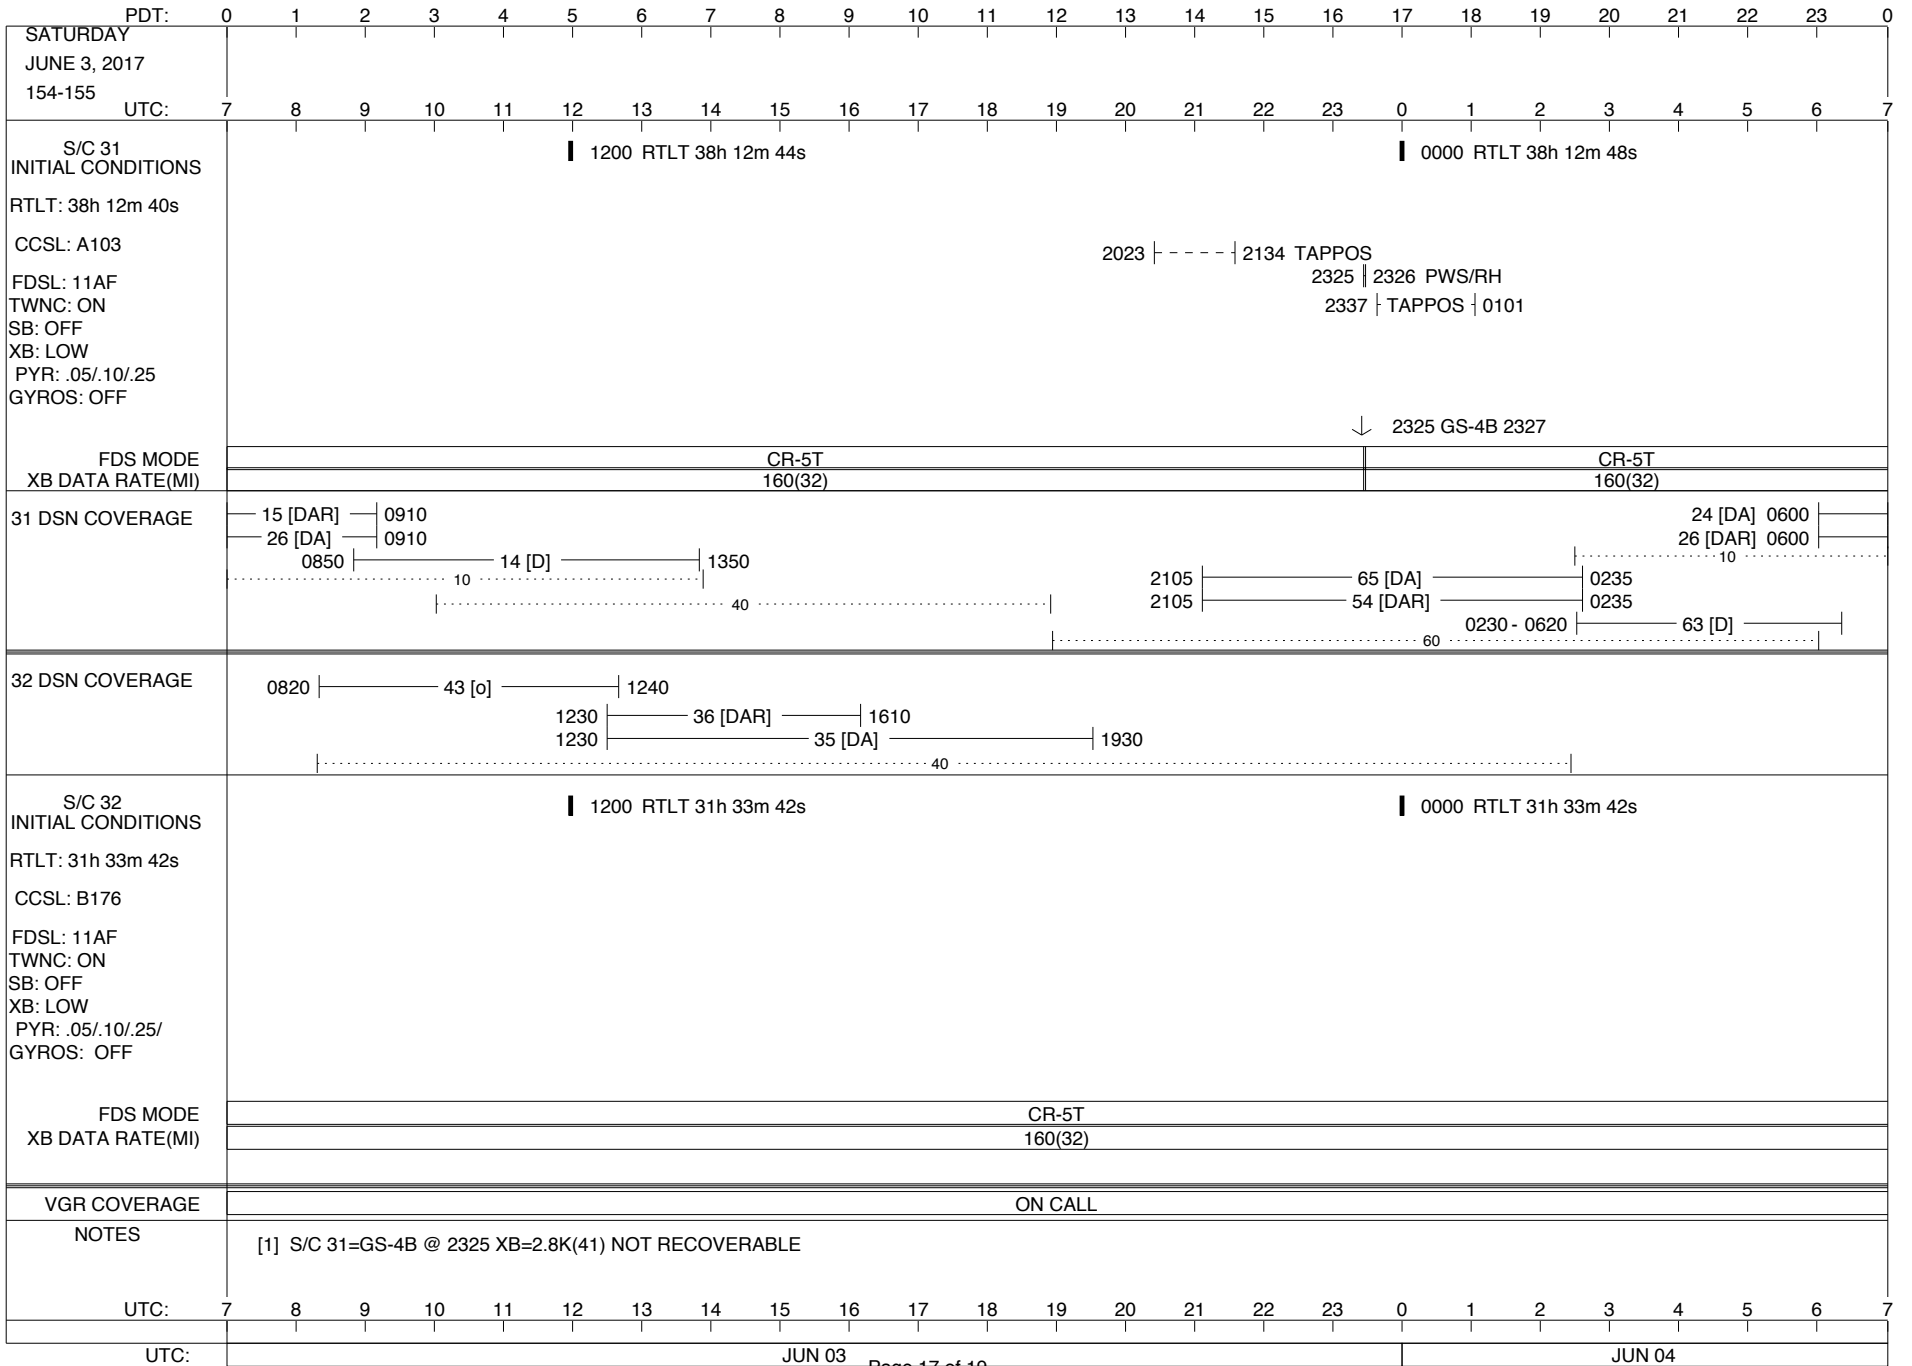 PDT: 0 1 2 3 4 5 6 7 8 9 10 11 12 13 14 15 16 17 18 19 20 21 22 23 0
SATURDAY
JUNE 3, 2017
154-155
UTC: 7 8 9 10 11 12 13 14 15 16 17 18 19 20 21 22 23 0 1 2 3 4 5 6 7
S/C 31
INITIAL CONDITIONS
1200 RTLT 38h 12m 44s
0000 RTLT 38h 12m 48s
RTLT: 38h 12m 40s
CCSL: A103
2023 2134 TAPPOS
FDSL: 11AF
2325 2326 PWS/RH
TWNC: ON
2337 TAPPOS 0101
SB: OFF
XB: LOW
PYR: .05/.10/.25
GYROS: OFF
2325 GS-4B 2327
FDS MODE CR-5T CR-5T
XB DATA RATE(MI) 160(32) 160(32)
31 DSN COVERAGE
15 [DAR] 0910
24 [DA] 0600
26 [DA] 0910
26 [DAR] 0600
0850 14 [D] 1350
10
10
2105 65 [DA] 0235
40
2105 54 [DAR] 0235
0230 - 0620 63 [D]
60
32 DSN COVERAGE
0820 43 [o] 1240
1230 36 [DAR] 1610
1230 35 [DA] 1930
40
S/C 32
INITIAL CONDITIONS
1200 RTLT 31h 33m 42s
0000 RTLT 31h 33m 42s
RTLT: 31h 33m 42s
CCSL: B176
FDSL: 11AF
TWNC: ON
SB: OFF
XB: LOW
PYR: .05/.10/.25/
GYROS: OFF
FDS MODE CR-5T
XB DATA RATE(MI) 160(32)
VGR COVERAGE ON CALL
NOTES
[1] S/C 31=GS-4B @ 2325 XB=2.8K(41) NOT RECOVERABLE
UTC: 7 8 9 10 11 12 13 14 15 16 17 18 19 20 21 22 23 0 1 2 3 4 5 6 7
UTC: JUN 03 JUN 04
Page 17 of 19